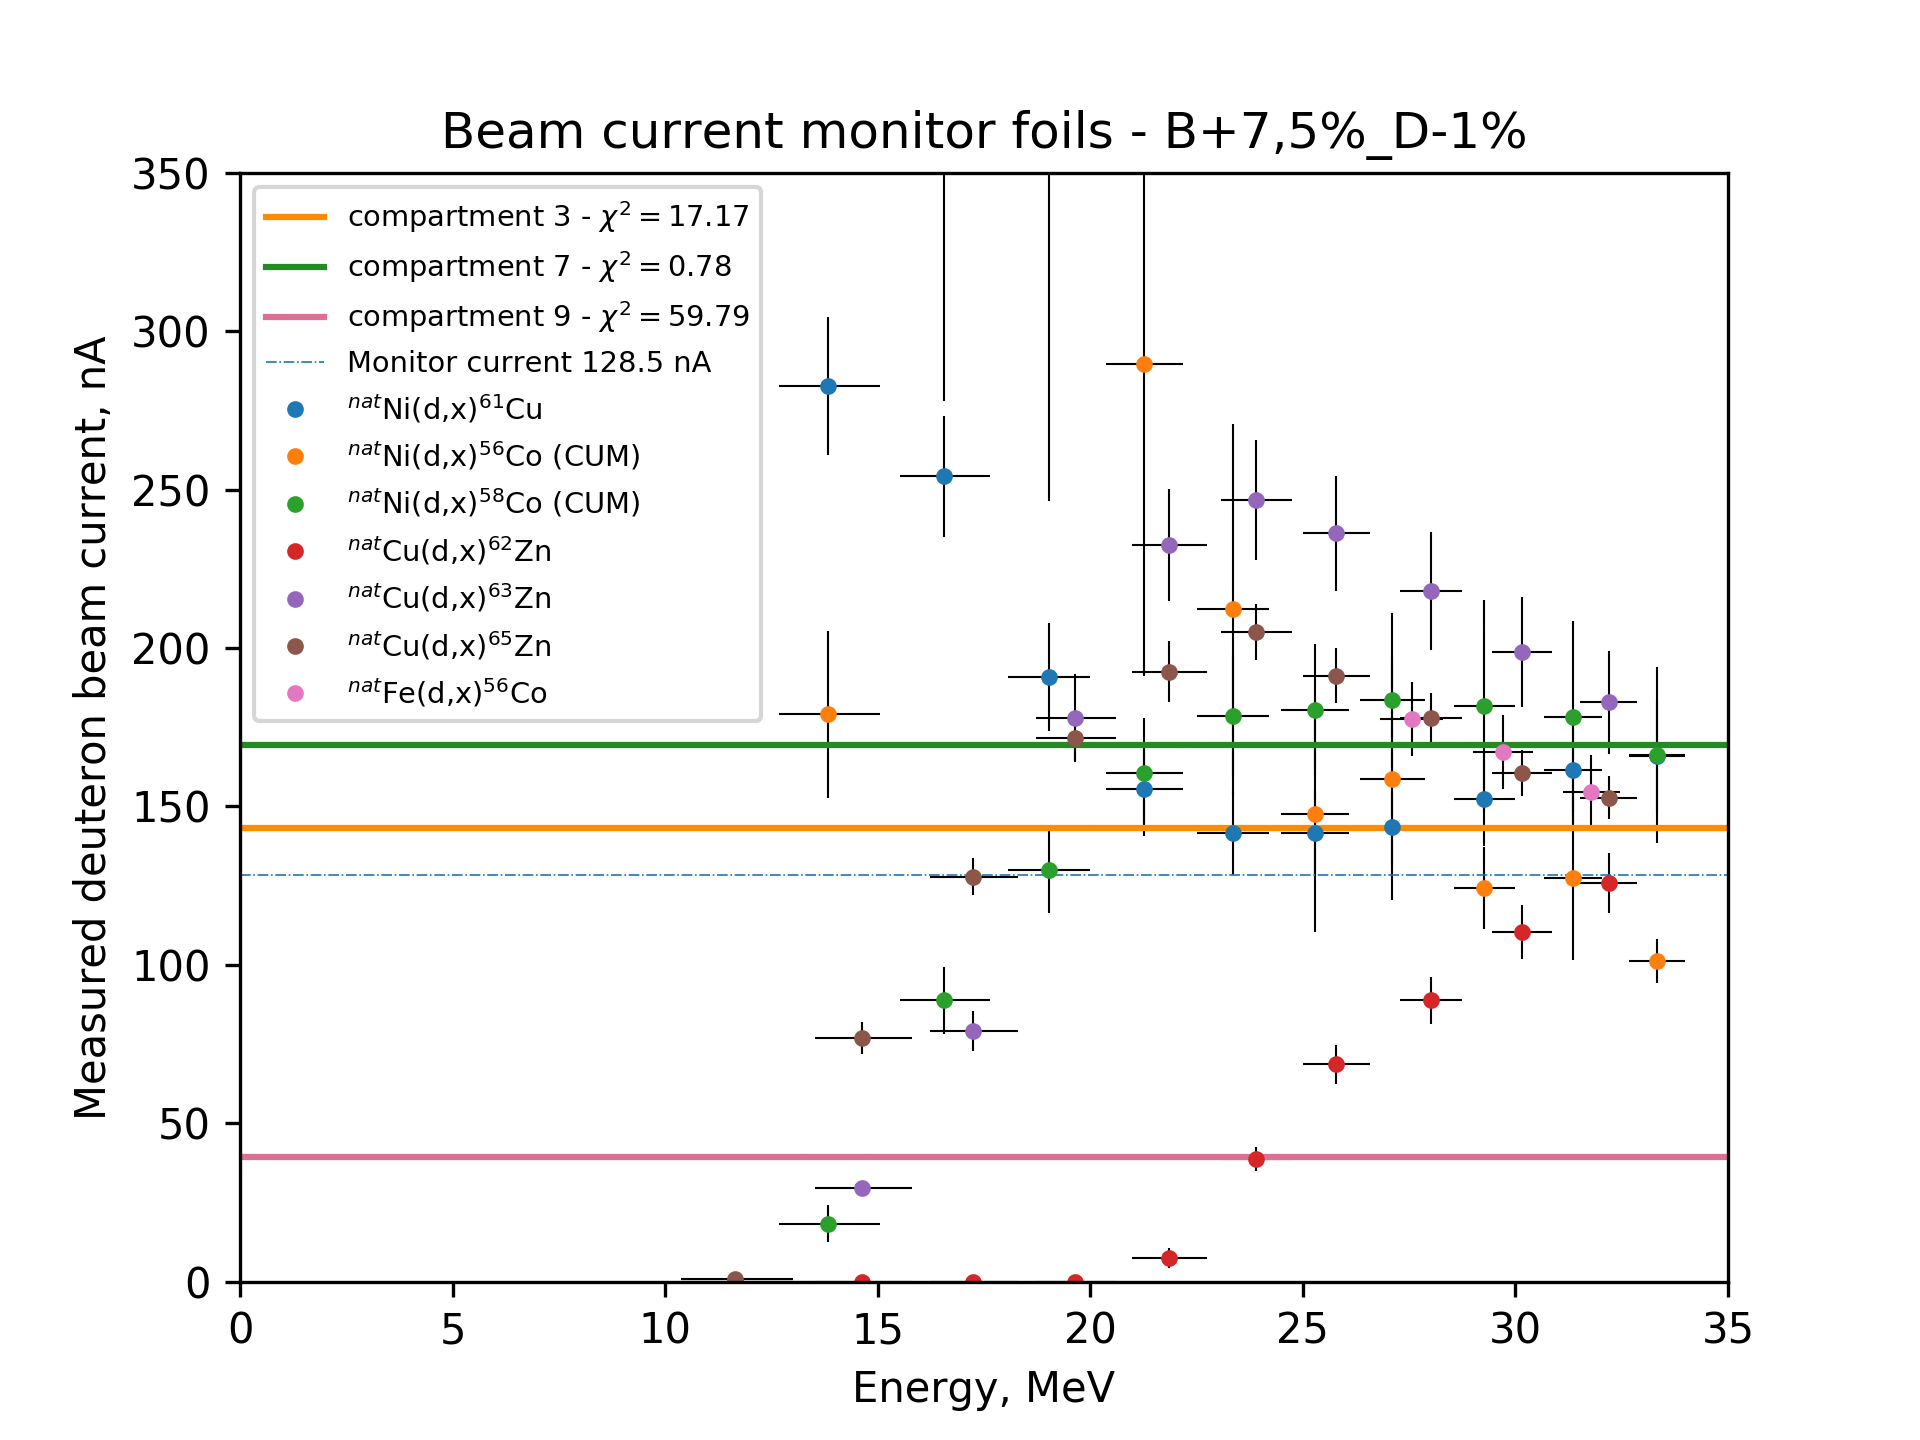 Beam current monitor foils - B+7,5%_D-1%
Measured deuteron beam current, nA
350
300
250
200
150
100
50
0
compartment 3 - χ² = 17.17
compartment 7 - χ² = 0.78
compartment 9 - χ² = 59.79
Monitor current 128.5 nA
ⁿᵃᵗNi(d,x)⁶¹Cu
ⁿᵃᵗNi(d,x)⁵⁶Co (CUM)
ⁿᵃᵗNi(d,x)⁵⁸Co (CUM)
ⁿᵃᵗCu(d,x)⁶²Zn
ⁿᵃᵗCu(d,x)⁶³Zn
ⁿᵃᵗCu(d,x)⁶⁵Zn
ⁿᵃᵗFe(d,x)⁵⁶Co
0 5 10 15 20 25 30 35
Energy, MeV